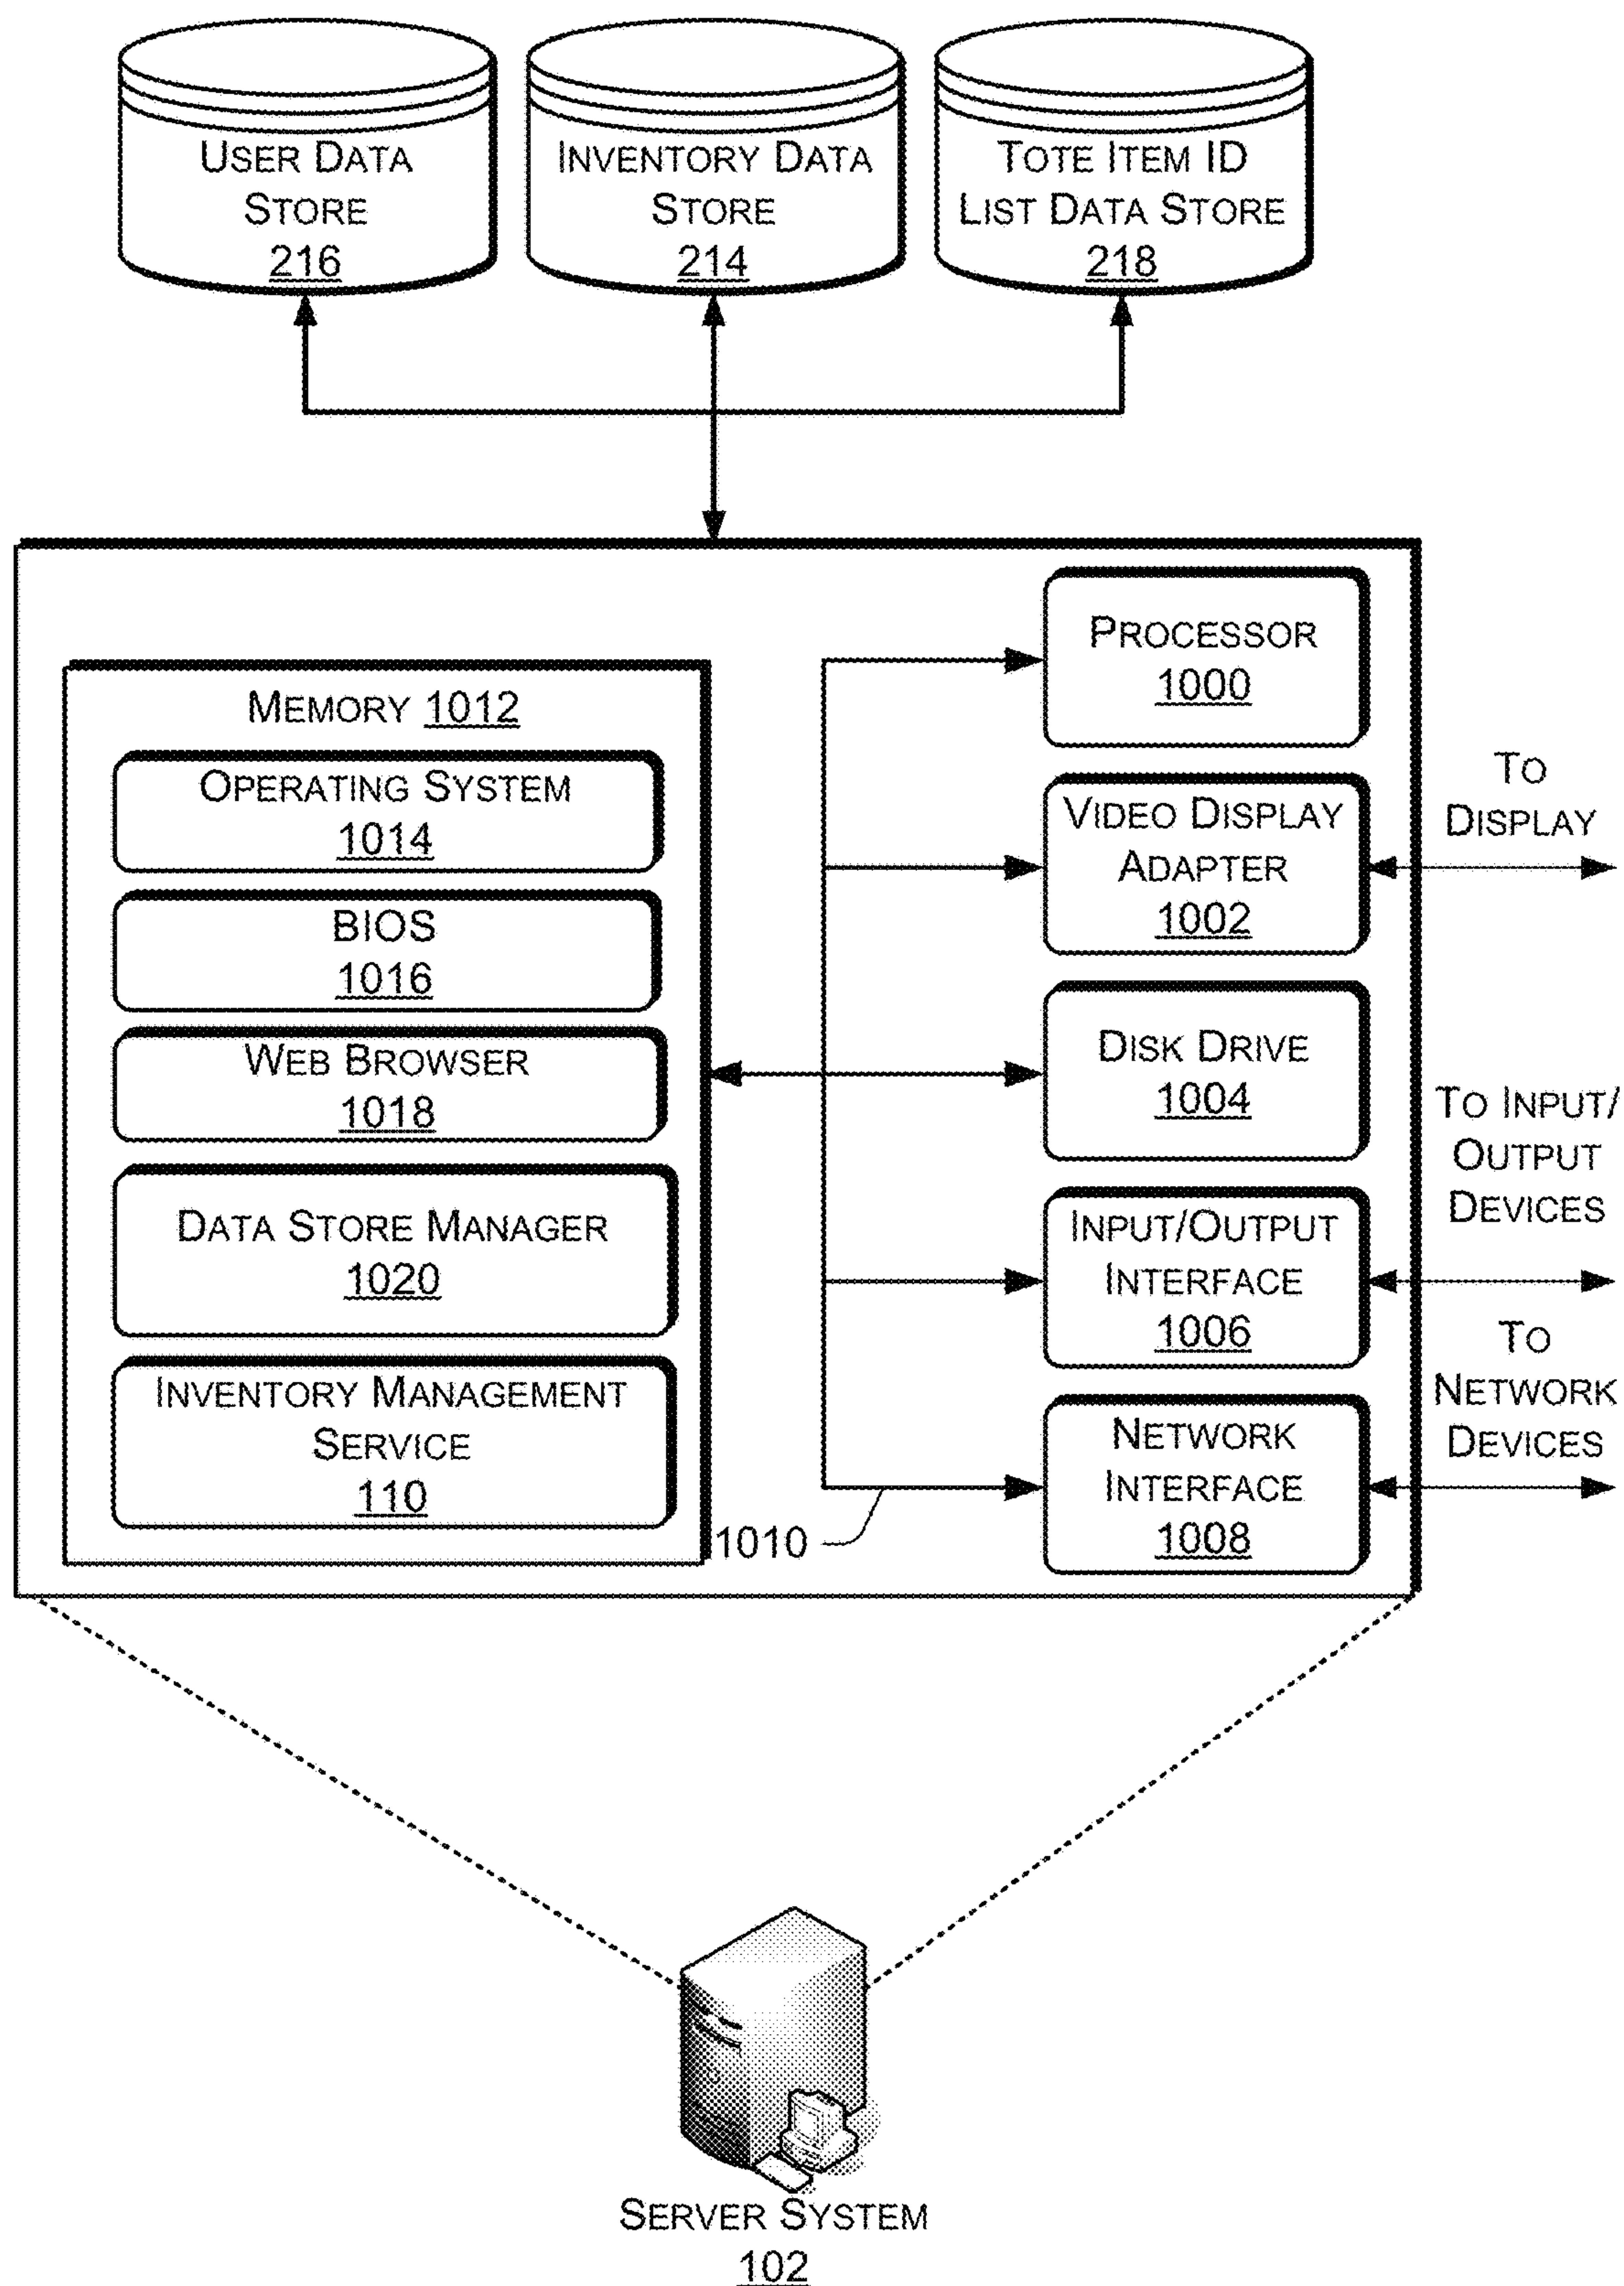 USER DATA
STORE
216
INVENTORY DATA
STORE
214
TOTE ITEM ID
LIST DATA STORE
218
MEMORY 1012
OPERATING SYSTEM
1014
BIOS
1016
WEB BROWSER
1018
DATA STORE MANAGER
1020
INVENTORY MANAGEMENT
SERVICE
110
PROCESSOR
1000
VIDEO DISPLAY
ADAPTER
1002
DISK DRIVE
1004
INPUT/OUTPUT
INTERFACE
1006
NETWORK
INTERFACE
1008
1010
TO
DISPLAY
TO INPUT/
OUTPUT
DEVICES
TO
NETWORK
DEVICES
SERVER SYSTEM
102